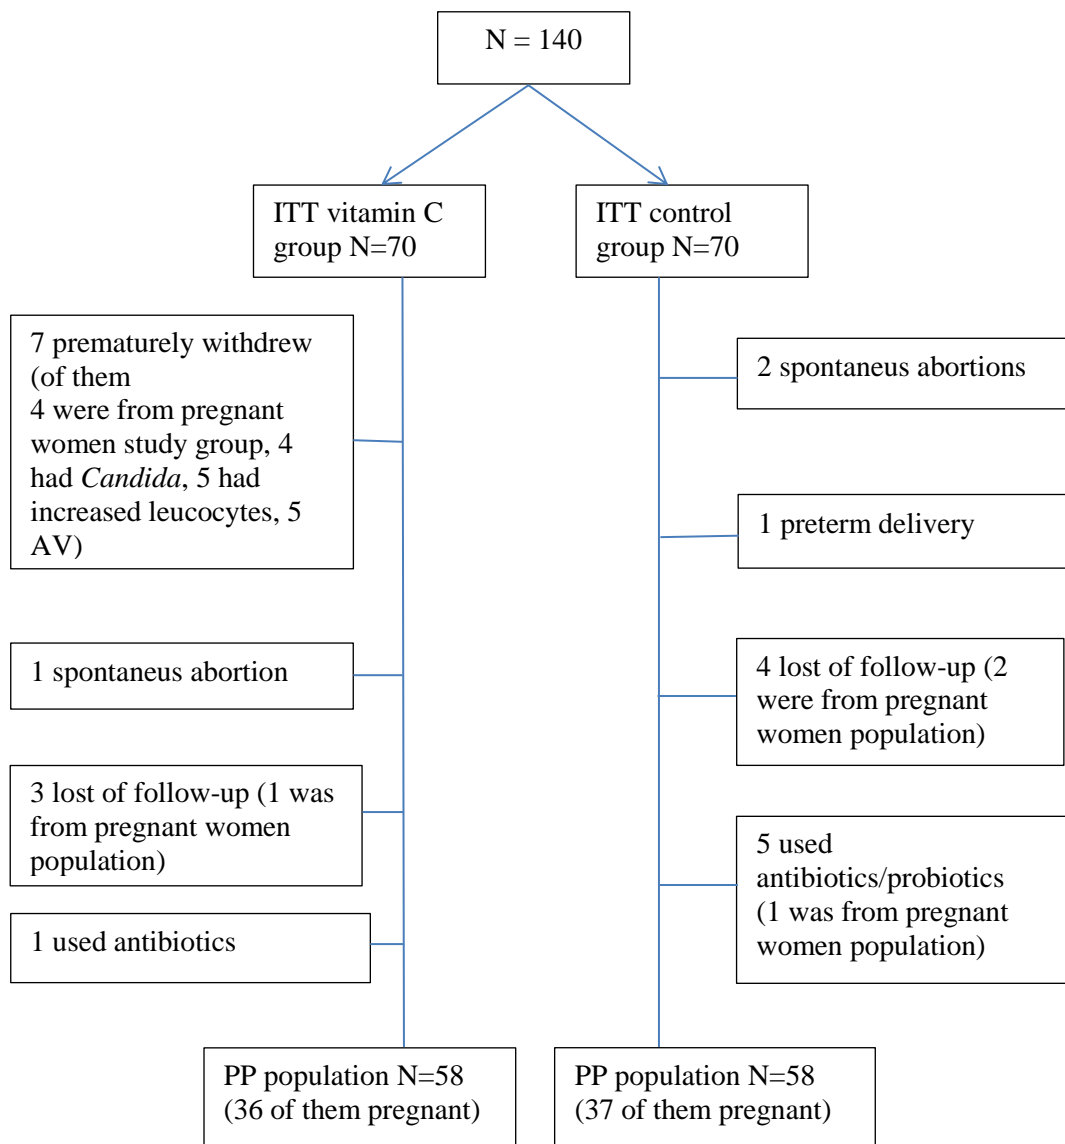 N = 140
ITT vitamin C
group N=70
ITT control
group N=70
7 prematurely withdrew
(of them
4 were from pregnant
women study group, 4
had Candida, 5 had
increased leucocytes, 5
AV)
1 spontaneus abortion
3 lost of follow-up (1 was
from pregnant women
population)
1 used antibiotics
2 spontaneus abortions
1 preterm delivery
4 lost of follow-up (2
were from pregnant
women population)
5 used
antibiotics/probiotics
(1 was from pregnant
women population)
PP population N=58
(36 of them pregnant)
PP population N=58
(37 of them pregnant)